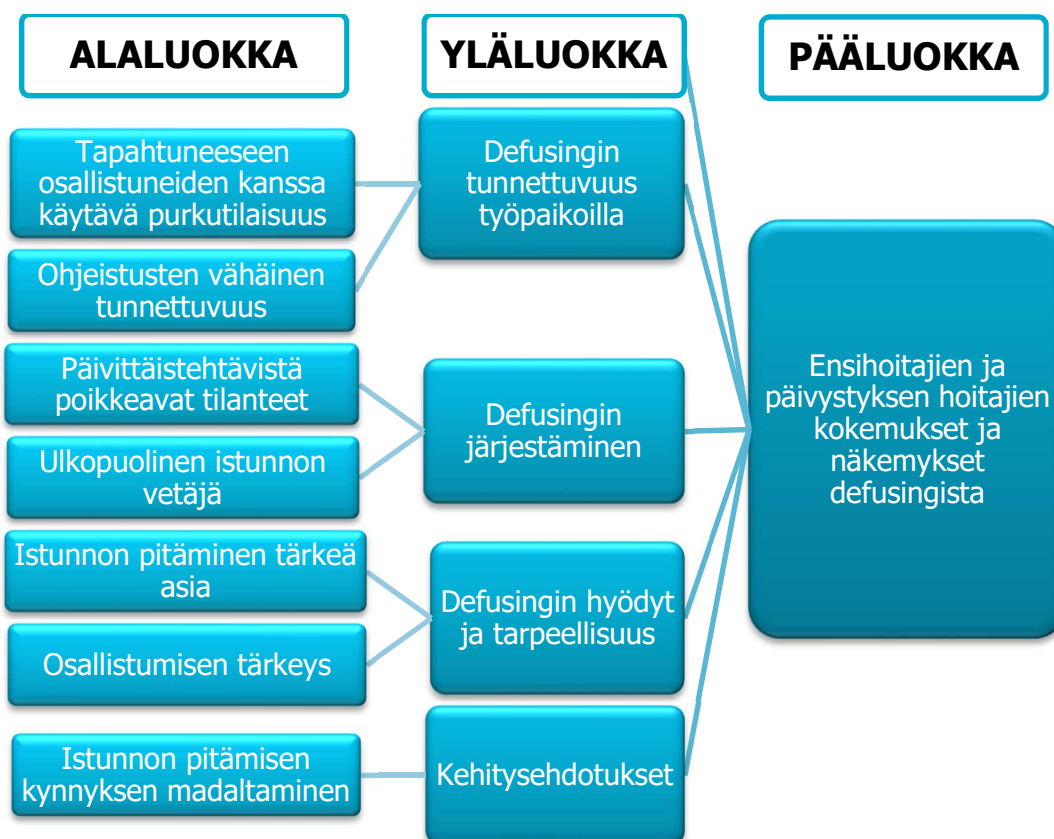 ALALUOKKA
YLÄLUOKKA
PÄÄLUOKKA
Tapahtuneeseen
osallistuneiden kanssa
käytävä purkutilaisuus
Ohjeistusten vähäinen
tunnettuvuus
Päivittäistehtävistä
poikkeavat tilanteet
Ulkopuolinen istunnon
vetäjä
Istunnon pitäminen tärkeä
asia
Osallistumisen tärkeys
Istunnon pitämisen
kynnyksen madaltaminen
Defusingin
tunnettuvuus
työpaikoilla
Defusingin
järjestäminen
Defusingin hyödyt
ja tarpeellisuus
Kehitysehdotukset
Ensihoitajien ja
päivystyksen hoitajien
kokemukset ja
näkemykset
defusingista